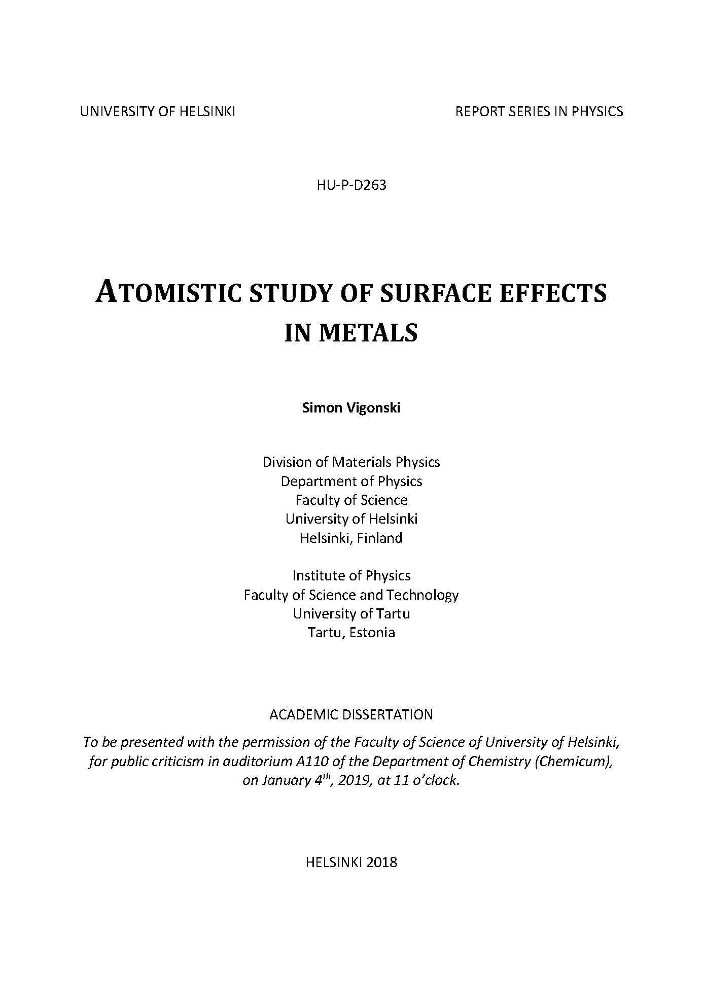 UNIVERSITY OF HELSINKI REPORT SERIES IN PHYSICS
HU-P-D263
ATOMISTIC STUDY OF SURFACE EFFECTS
IN METALS
Simon Vigonski
Division of Materials Physics
Department of Physics
Faculty of Science
University of Helsinki
Helsinki, Finland
Institute of Physics
Faculty of Science and Technology
University of Tartu
Tartu, Estonia
ACADEMIC DISSERTATION
To be presented with the permission of the Faculty of Science of University of Helsinki,
for public criticism in auditorium A110 of the Department of Chemistry (Chemicum),
on January 4th, 2019, at 11 o’clock.
HELSINKI 2018